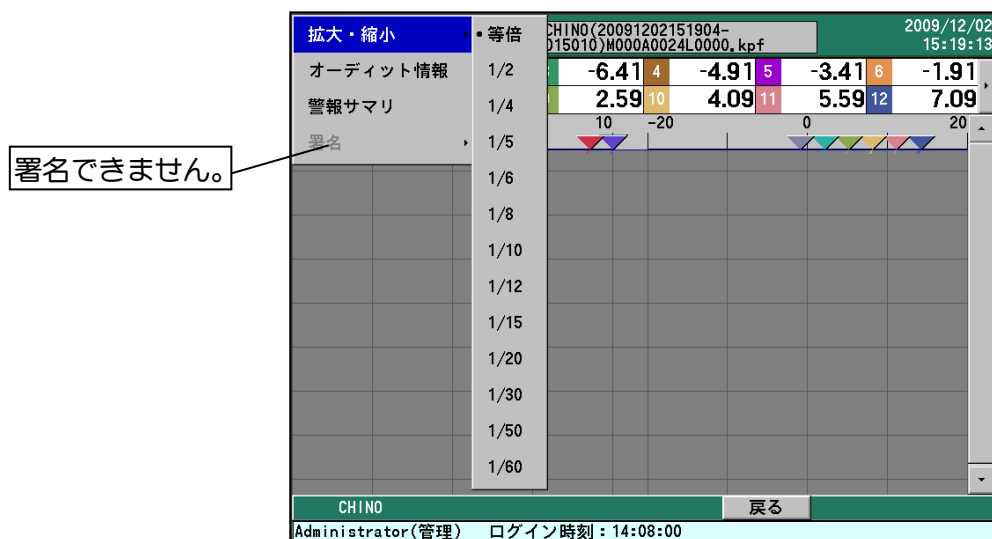 拡大・縮小
・等倍
CHINO(20091202151904-
015010)M000A0024L0000.kpf
2009/12/02
15:19:13
オーディット情報
1/2
-6.41 4 -4.91 5 -3.41 6 -1.91
警報サマリ
1/4
2.59 10 4.09 11 5.59 12 7.09
10 -20 0 20
署名
1/5
署名できません。
1/6
1/8
1/10
1/12
1/15
1/20
1/30
1/50
1/60
CHINO
戻る
Administrator(管理) ログイン時刻:14:08:00